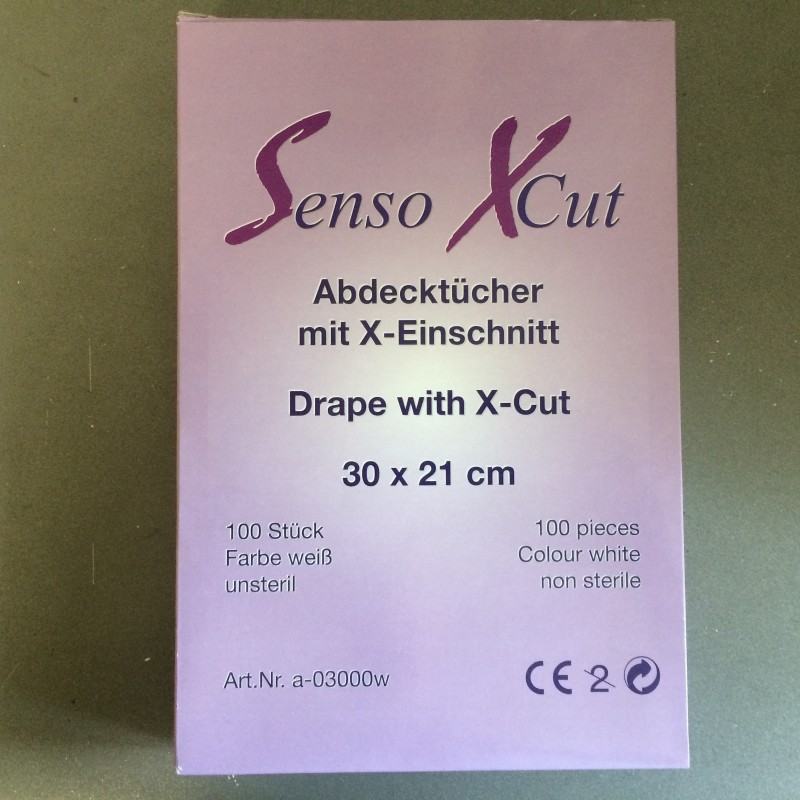 Senso XCut
Abdecktücher
mit X-Einschnitt
Drape with X-Cut
30 x 21 cm
100 Stück
Farbe weiß
unsteril
100 pieces
Colour white
non sterile
Art.Nr. a-03000w
CE 2